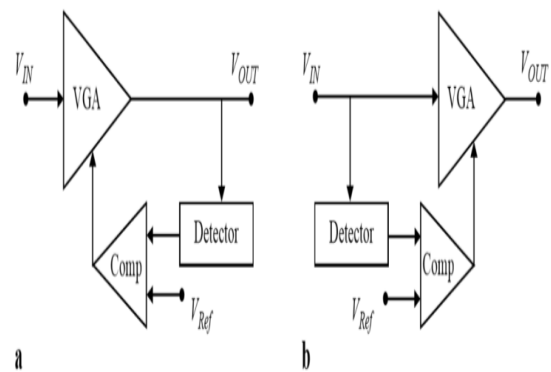 V_IN
VGA
V_OUT
Detector
Comp
V_Ref
a
V_IN
VGA
V_OUT
Detector
Comp
V_Ref
b